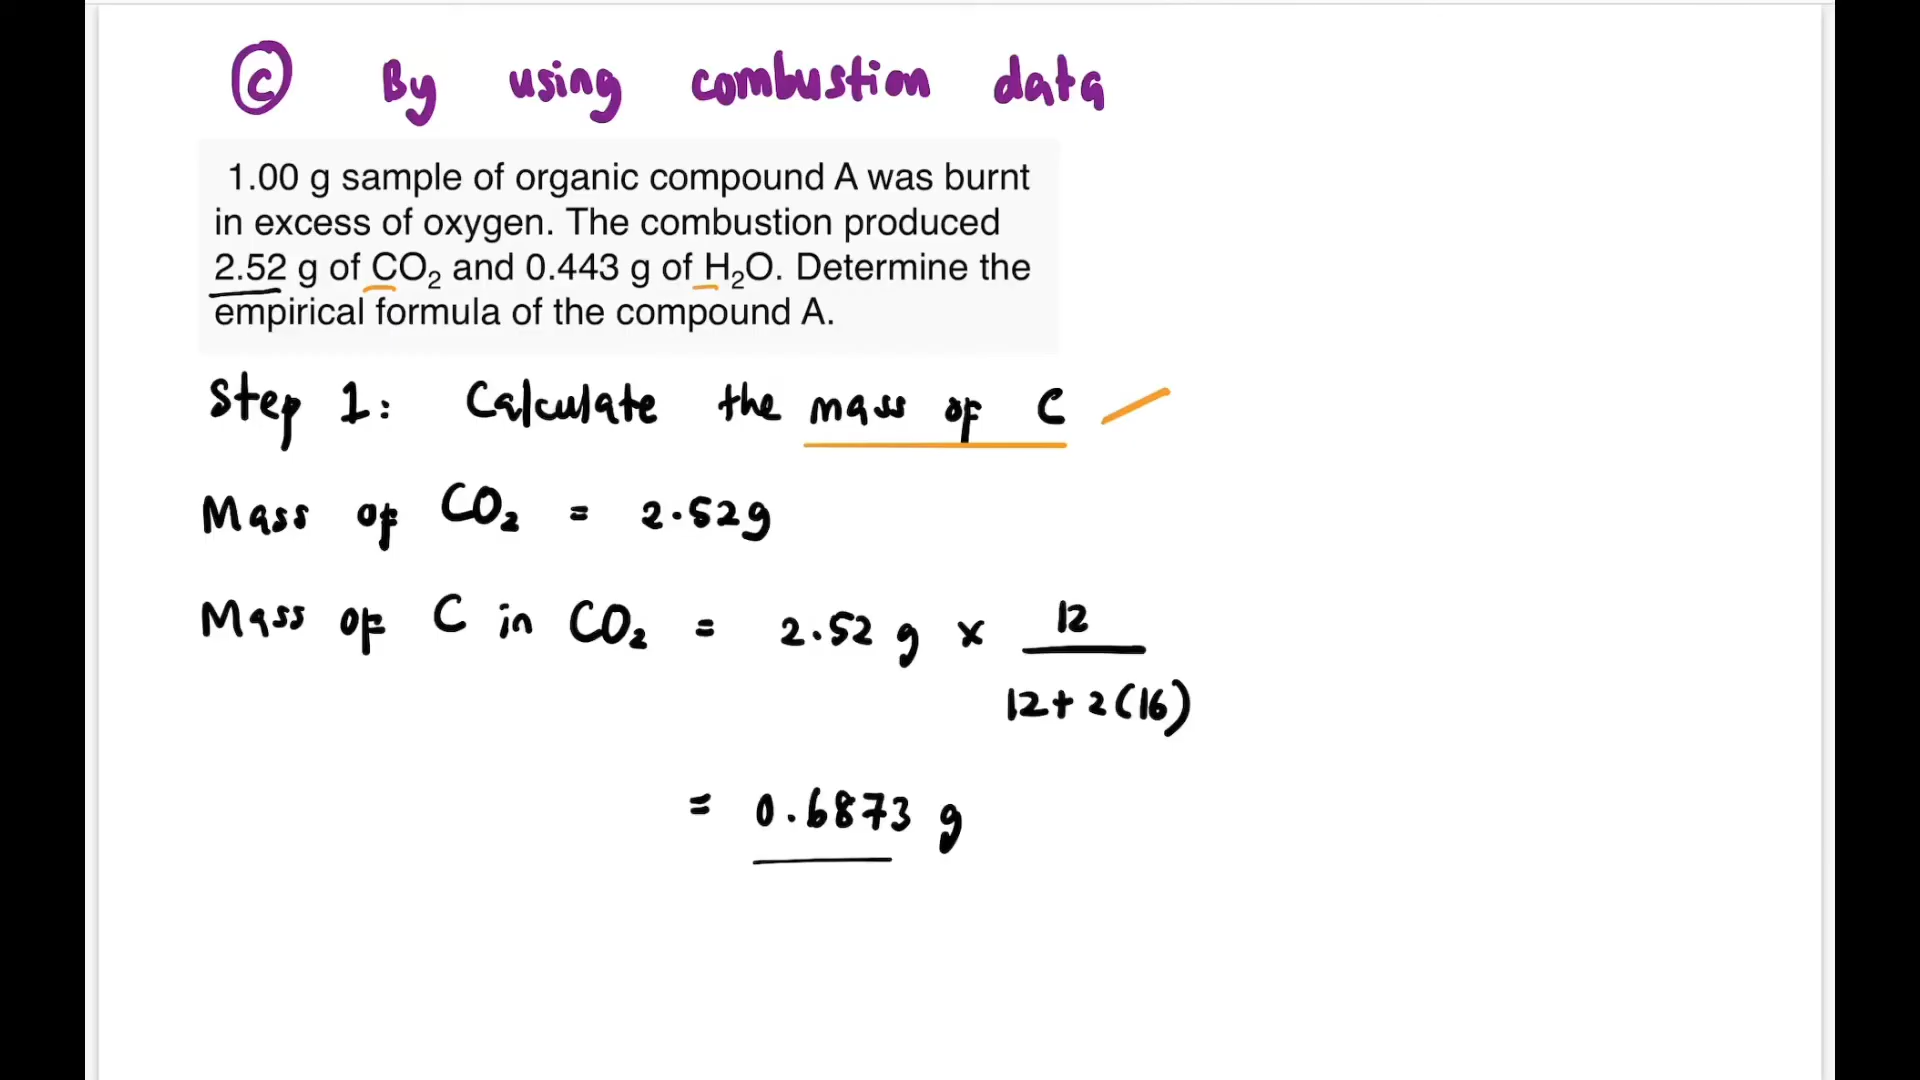 Ⓒ By using combustion data
1.00 g sample of organic compound A was burnt
in excess of oxygen. The combustion produced
2.52 g of CO₂ and 0.443 g of H₂O. Determine the
empirical formula of the compound A.
Step 1: Calculate the mass of C
Mass of CO₂ = 2.52g
Mass of C in CO₂ = 2.52 g x 12
12+2(16)
= 0.6873 g